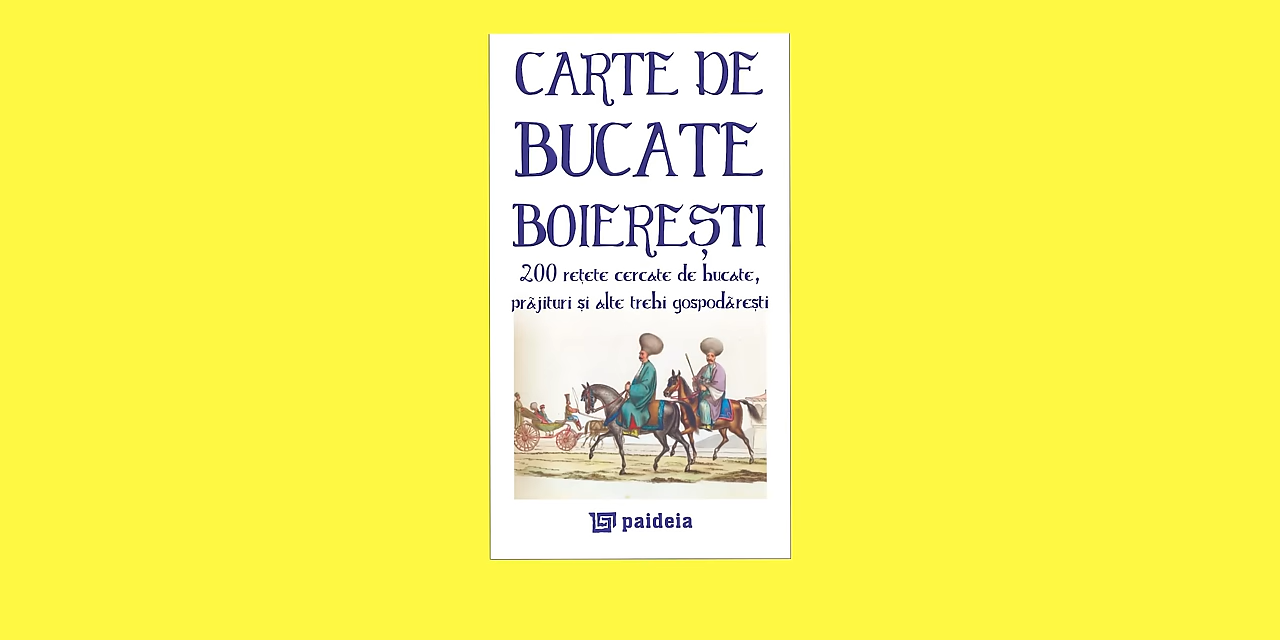 CARTE DE
BUCATE
BOIEREȘTI
200 rețete cercate de bucate,
prăjituri și alte trebi gospodărești
paideia